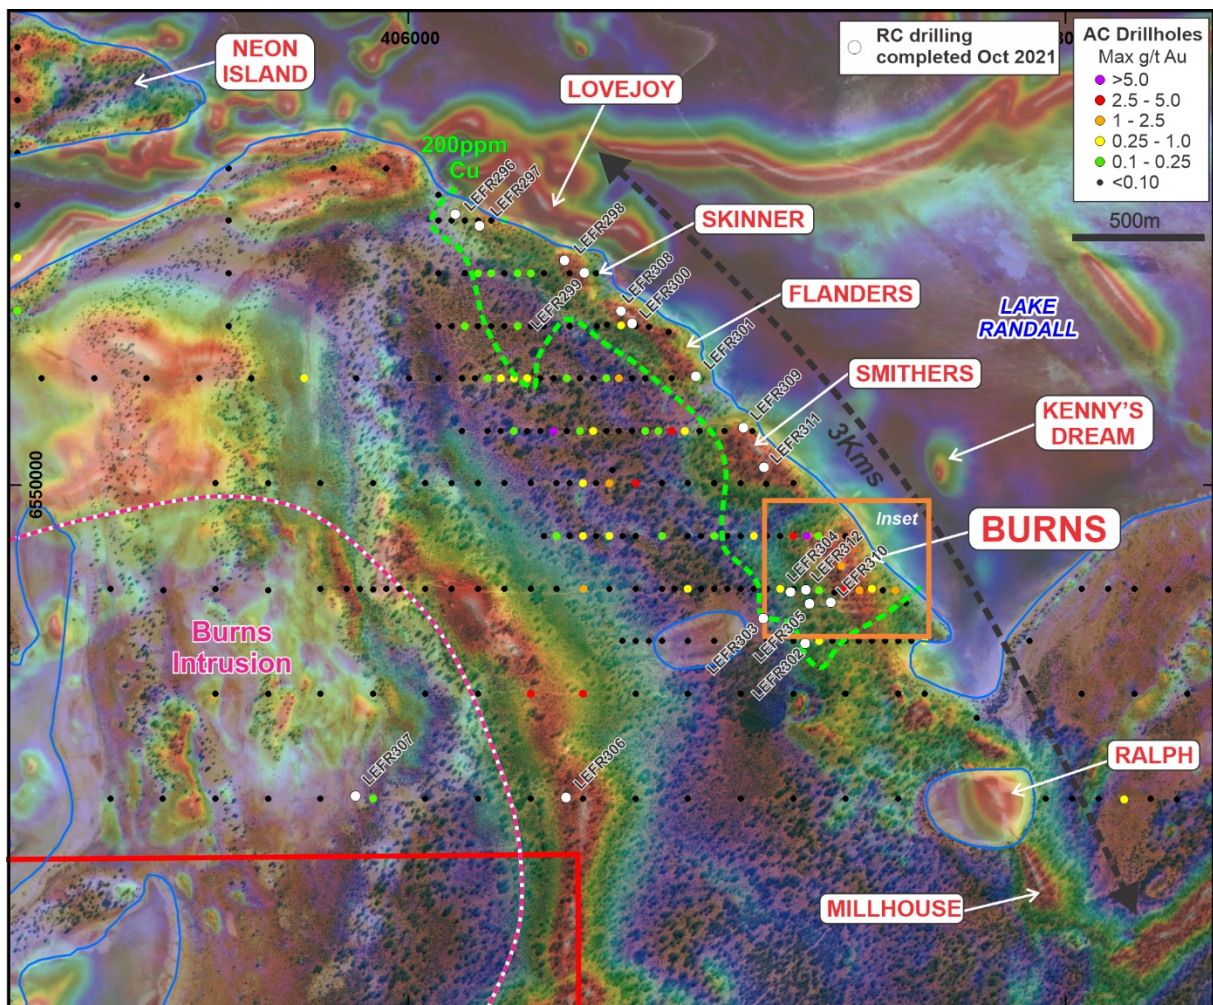 406000
RC drilling
completed Oct 2021
AC Drillholes
Max g/t Au
>5.0
2.5 - 5.0
1 - 2.5
0.25 - 1.0
0.1 - 0.25
<0.10
500m
NEON
ISLAND
LOVEJOY
200ppm
Cu
LEFR296
LEFR297
LEFR298
SKINNER
LEFR299
LEFR308
LEFR300
FLANDERS
LAKE
RANDALL
LEFR301
SMITHERS
LEFR309
LEFR311
KENNY'S
DREAM
3Kms
6550000
Inset
BURNS
LEFR304
LEFR312
LEFR310
LEFR303
LEFR305
LEFR302
Burns
Intrusion
LEFR307
LEFR306
RALPH
MILLHOUSE